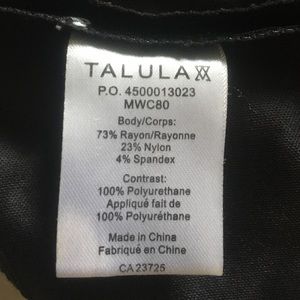 TALULA
P.O. 4500013023
MWC80
Body/Corps:
73% Rayon/Rayonne
23% Nylon
4% Spandex
Contrast:
100% Polyurethane
Appliqué fait de
100% Polyuréthane
Made in China
Fabriqué en China
CA 23725